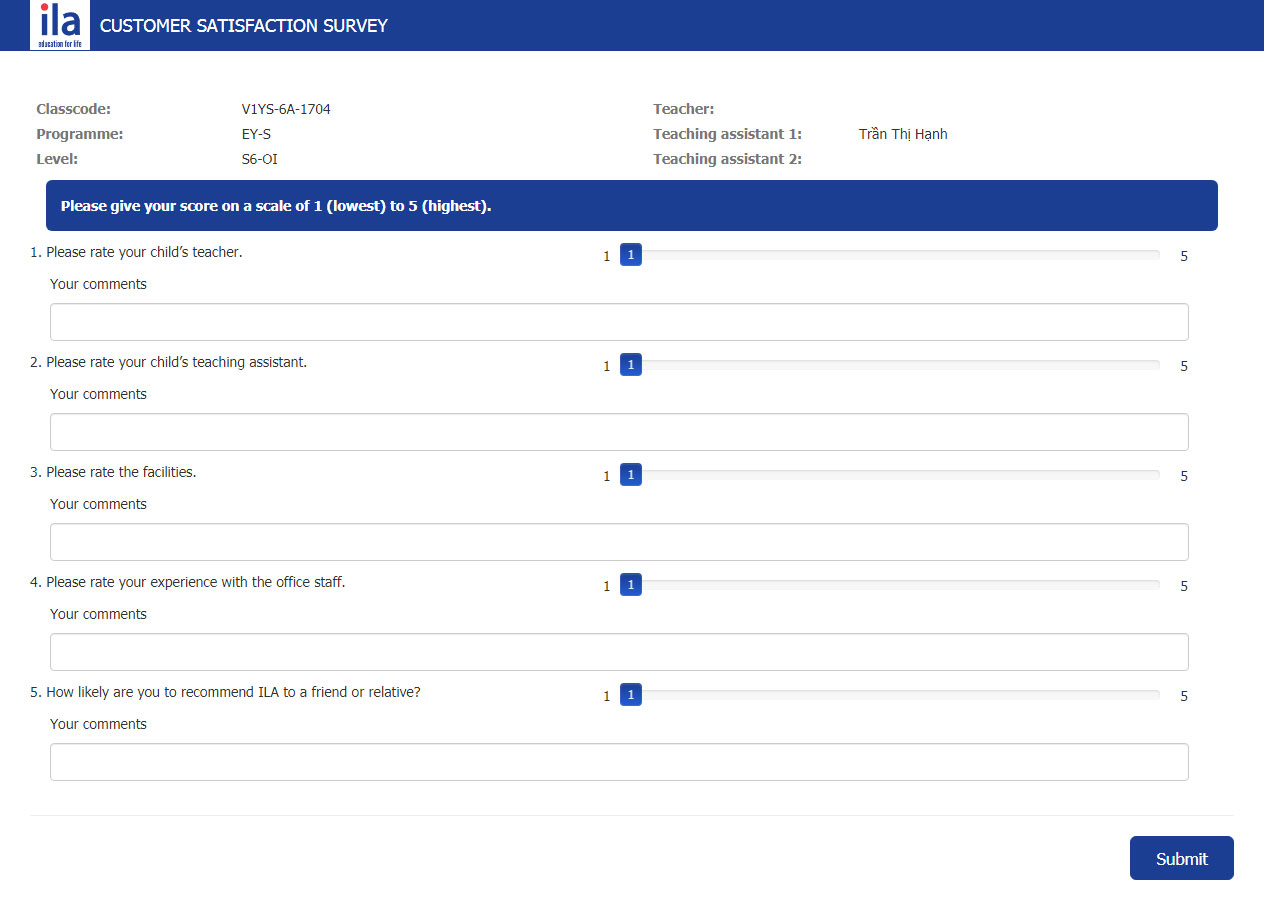 ila
education for life
CUSTOMER SATISFACTION SURVEY
Classcode: V1YS-6A-1704
Programme: EY-S
Level: S6-OI
Teacher:
Teaching assistant 1: Trần Thị Hạnh
Teaching assistant 2:
Please give your score on a scale of 1 (lowest) to 5 (highest).
1. Please rate your child’s teacher. 1 1 5
Your comments
2. Please rate your child’s teaching assistant. 1 1 5
Your comments
3. Please rate the facilities. 1 1 5
Your comments
4. Please rate your experience with the office staff. 1 1 5
Your comments
5. How likely are you to recommend ILA to a friend or relative? 1 1 5
Your comments
Submit